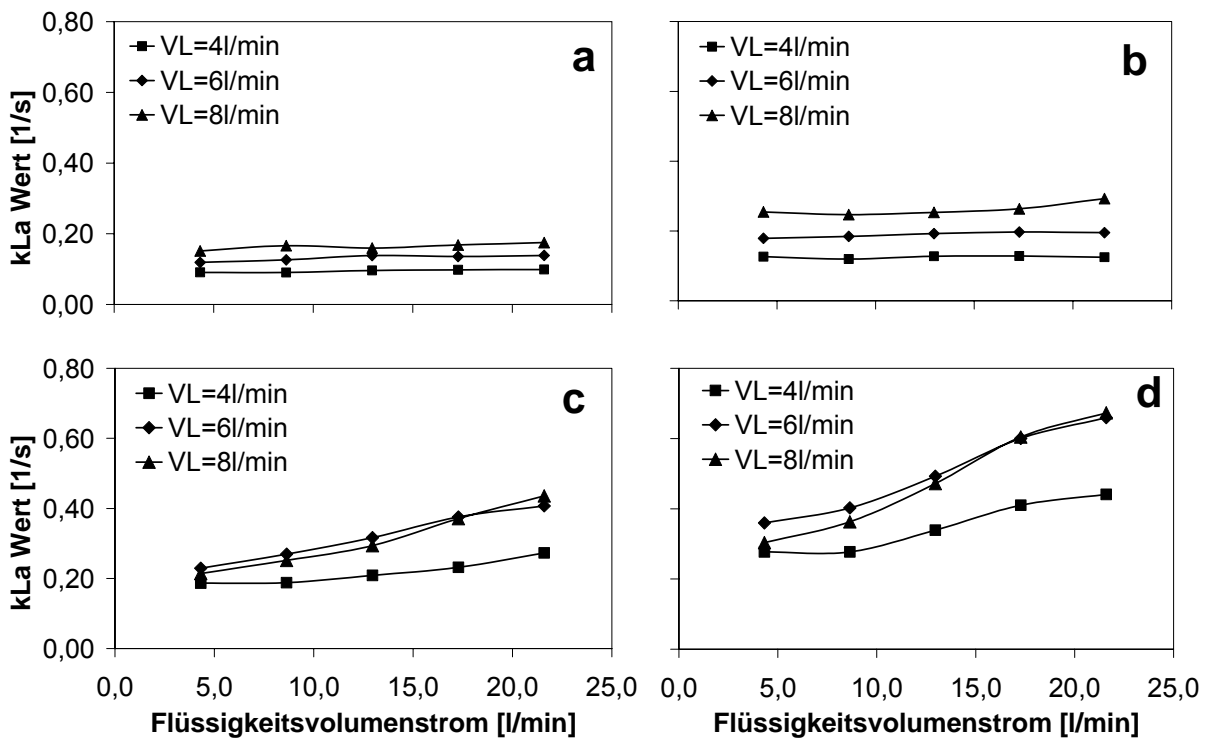 0,80
0,60
0,40
0,20
0,00
kLa Wert [1/s]
VL=4l/min
VL=6l/min
VL=8l/min
a
VL=4l/min
VL=6l/min
VL=8l/min
b
0,80
0,60
0,40
0,20
0,00
kLa Wert [1/s]
VL=4l/min
VL=6l/min
VL=8l/min
c
VL=4l/min
VL=6l/min
VL=8l/min
d
0,0 5,0 10,0 15,0 20,0 25,0
Flüssigkeitsvolumenstrom [l/min]
0,0 5,0 10,0 15,0 20,0 25,0
Flüssigkeitsvolumenstrom [l/min]